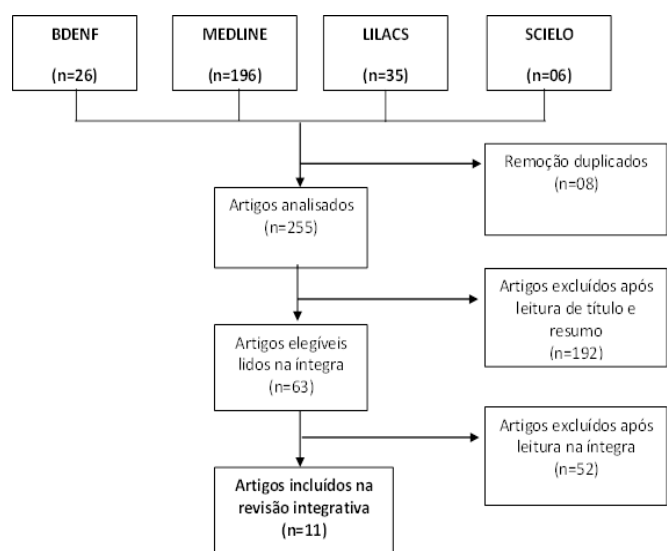 BDENF
(n=26)
MEDLINE
(n=196)
LILACS
(n=35)
SCIELO
(n=06)
Remoção duplicados
(n=08)
Artigos analisados
(n=255)
Artigos excluídos após
leitura de título e
resumo
(n=192)
Artigos elegíveis
lidos na íntegra
(n=63)
Artigos excluídos após
leitura na íntegra
(n=52)
Artigos incluídos na
revisão integrativa
(n=11)